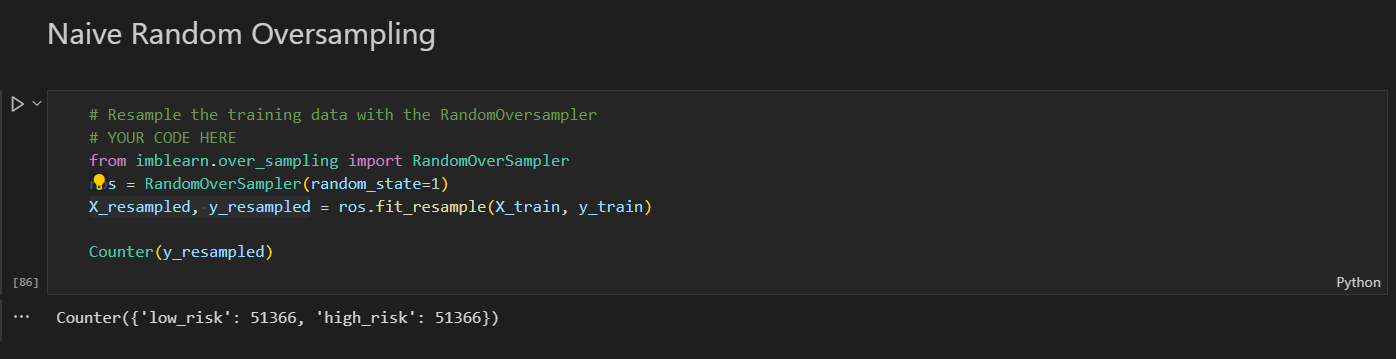 Naive Random Oversampling
# Resample the training data with the RandomOversampler
# YOUR CODE HERE
from imblearn.over_sampling import RandomOverSampler
ros = RandomOverSampler(random_state=1)
X_resampled, y_resampled = ros.fit_resample(X_train, y_train)
Counter(y_resampled)
[86]
Python
... Counter({'low_risk': 51366, 'high_risk': 51366})